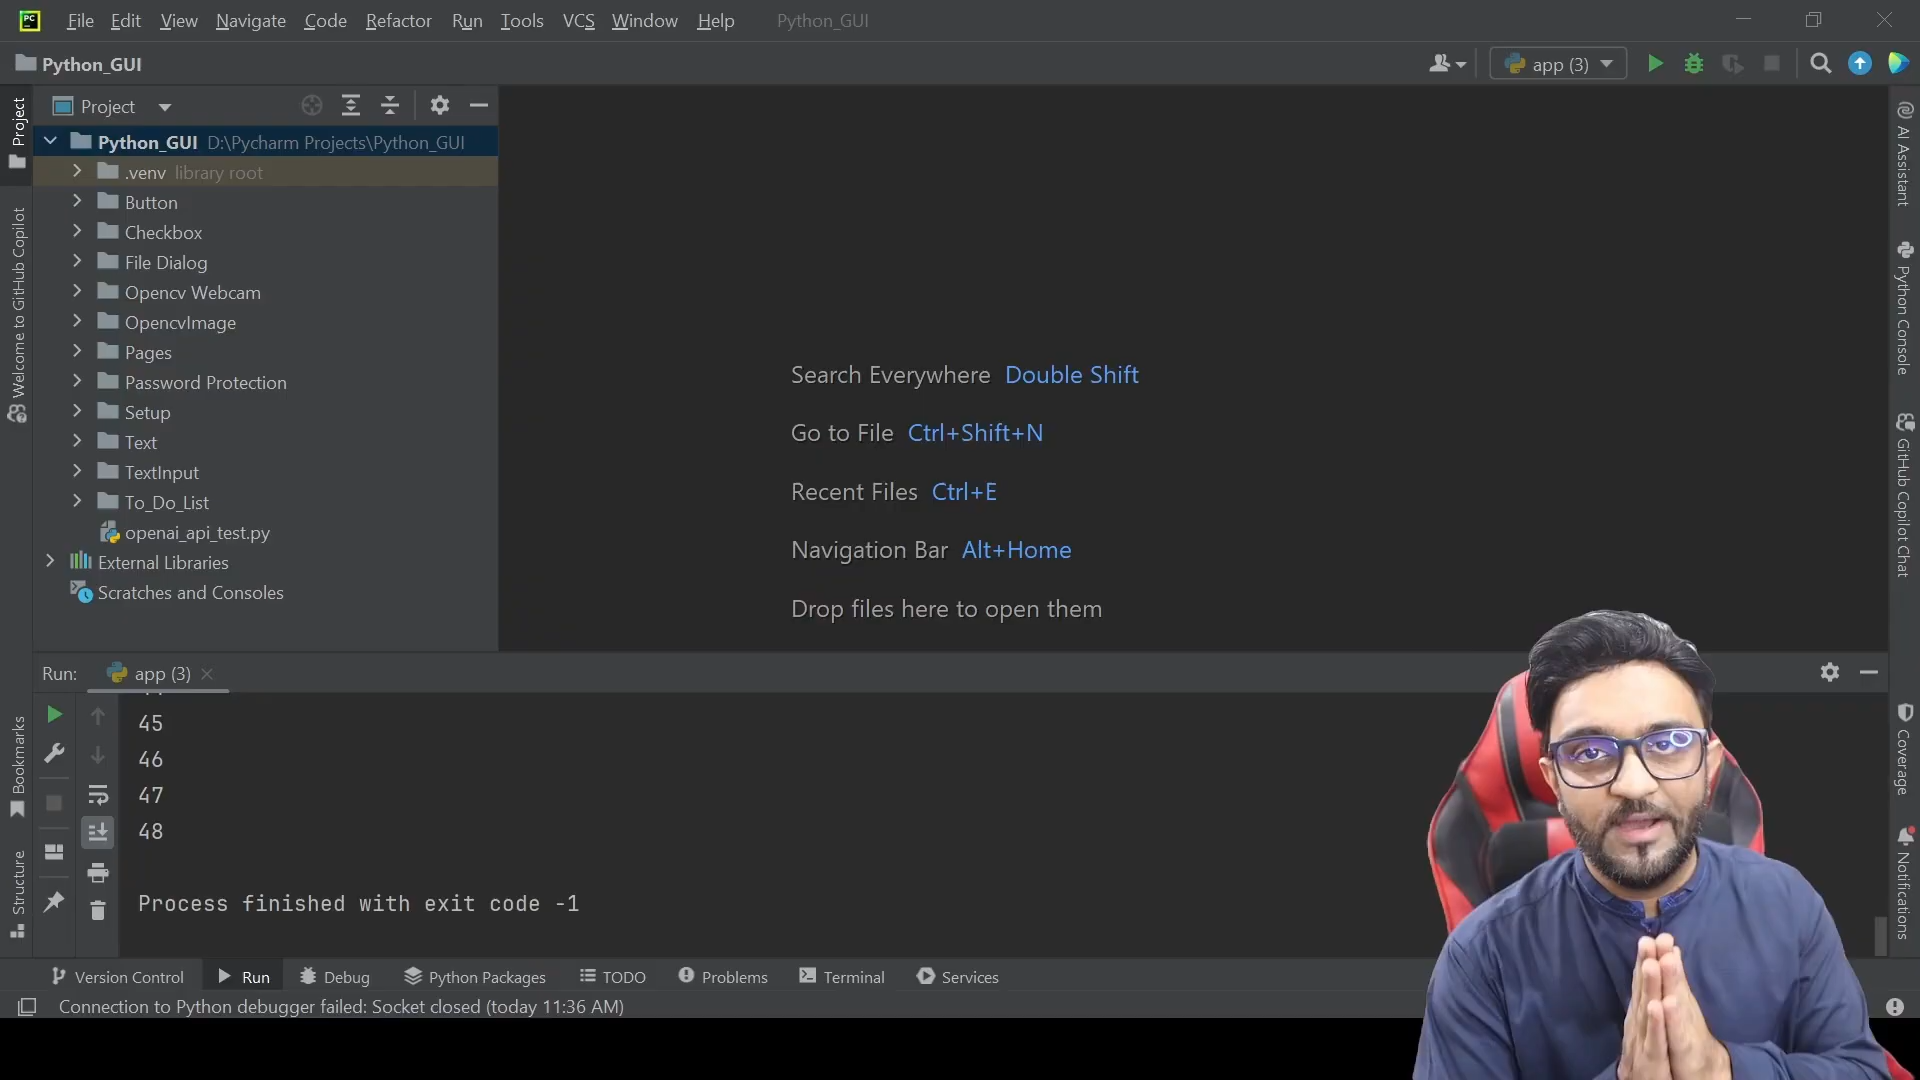 PC
File Edit View Navigate Code Refactor Run Tools VCS Window Help Python_GUI
Python_GUI
app (3)
Project
Project
Python_GUI D:\Pycharm Projects\Python_GUI
.venv library root
Button
Checkbox
File Dialog
Opencv Webcam
OpencvImage
Pages
Password Protection
Setup
Text
TextInput
To_Do_List
openai_api_test.py
External Libraries
Scratches and Consoles
Welcome to GitHub Copilot
Search Everywhere Double Shift
Go to File Ctrl+Shift+N
Recent Files Ctrl+E
Navigation Bar Alt+Home
Drop files here to open them
AI Assistant
Python Console
GitHub Copilot Chat
Coverage
Notifications
Run: app (3)
45
46
47
48
Process finished with exit code -1
Bookmarks
Structure
Version Control Run Debug Python Packages TODO Problems Terminal Services
Connection to Python debugger failed: Socket closed (today 11:36 AM)